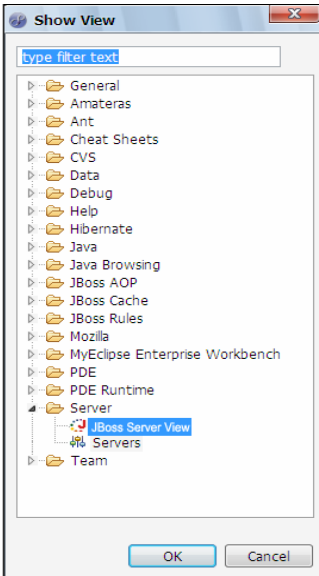 Show View
type filter text
General
Amateras
Ant
Cheat Sheets
CVS
Data
Debug
Help
Hibernate
Java
Java Browsing
JBoss AOP
JBoss Cache
JBoss Rules
Mozilla
MyEclipse Enterprise Workbench
PDE
PDE Runtime
Server
JBoss Server View
Servers
Team
OK Cancel